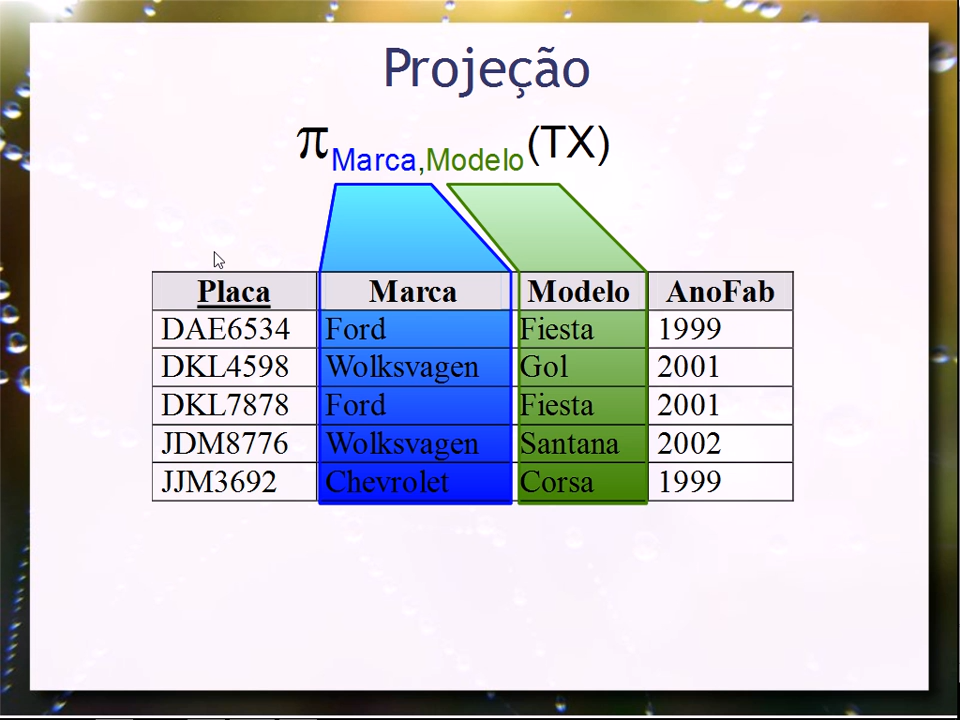 Projeção
πMarca,Modelo(TX)
Placa Marca Modelo AnoFab
DAE6534 Ford Fiesta 1999
DKL4598 Wolksvagen Gol 2001
DKL7878 Ford Fiesta 2001
JDM8776 Wolksvagen Santana 2002
JJM3692 Chevrolet Corsa 1999